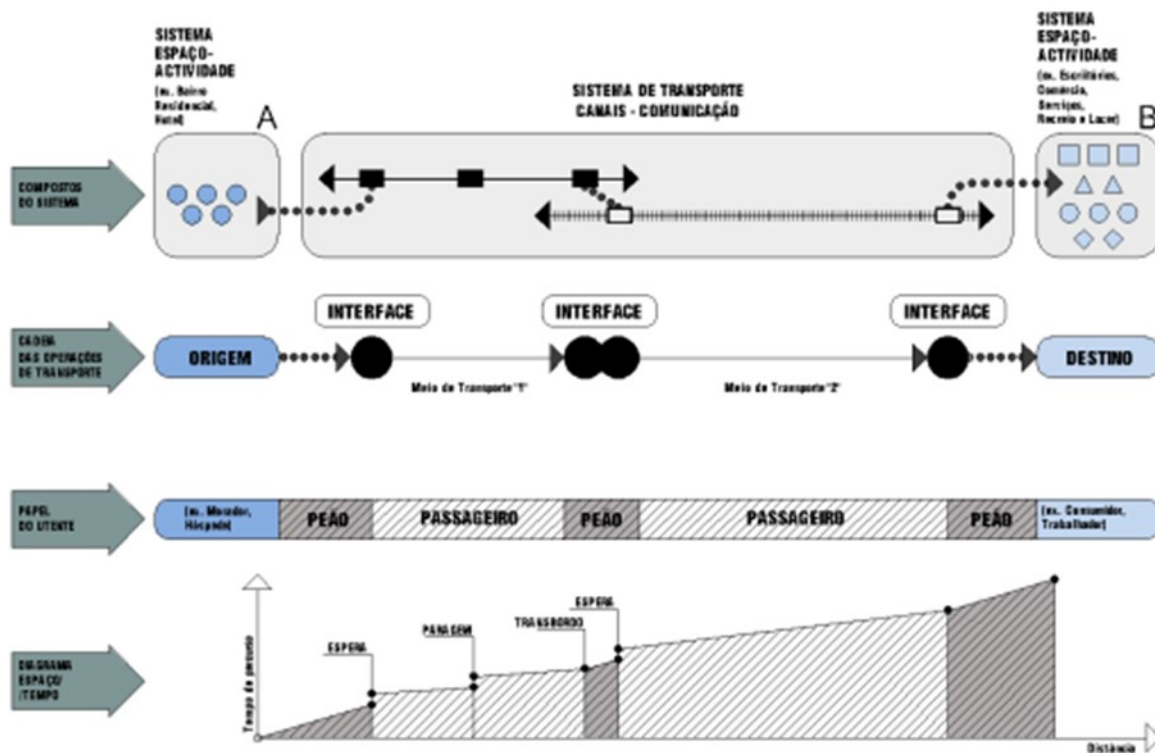 SISTEMA
ESPAÇO-
ACTIVIDADE
(ex. Bairro
Residencial,
Hotel)
A
SISTEMA DE TRANSPORTE
CANAIS - COMUNICAÇÃO
SISTEMA
ESPAÇO-
ACTIVIDADE
(ex. Escritórios,
Comércio,
Serviços,
Recreio e Lazer)
B
COMPOSTOS
DO SISTEMA
INTERFACE
INTERFACE
INTERFACE
CADEIA
DAS OPERAÇÕES
DE TRANSPORTE
ORIGEM
DESTINO
Meio de Transporte "1"
Meio de Transporte "2"
PAPEL
DO UTENTE
(ex. Morador,
Hóspede)
PEÃO
PASSAGEIRO
PEÃO
PASSAGEIRO
PEÃO
(ex. Consumidor,
Trabalhador)
DIAGRAMA
ESPAÇO/
/TEMPO
Tempo de percurso
ESPERA
PARAGEM
TRANSBORDO
ESPERA
Distância